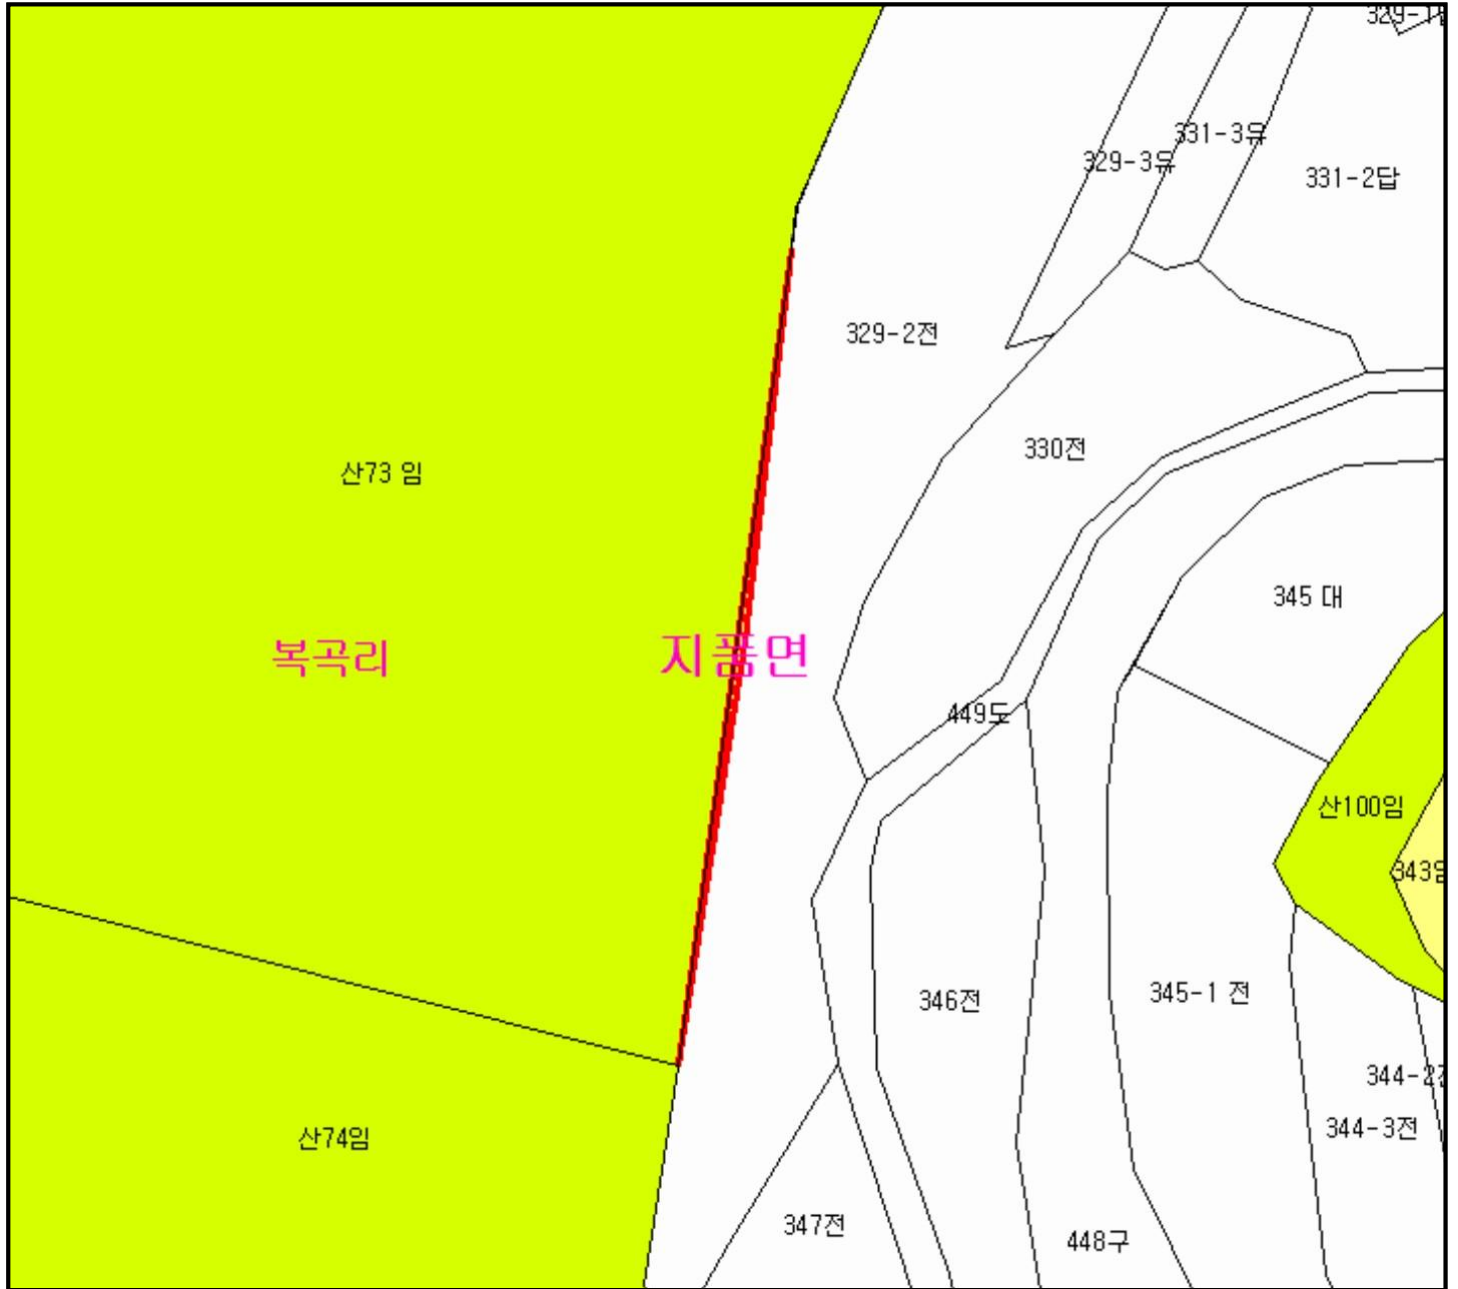 331-3유
329-3유
331-2답
329-2전
330전
산73 임
345 대
복곡리
지품면
449도
산100임
346전
345-1 전
344-3전
산74임
347전
448구